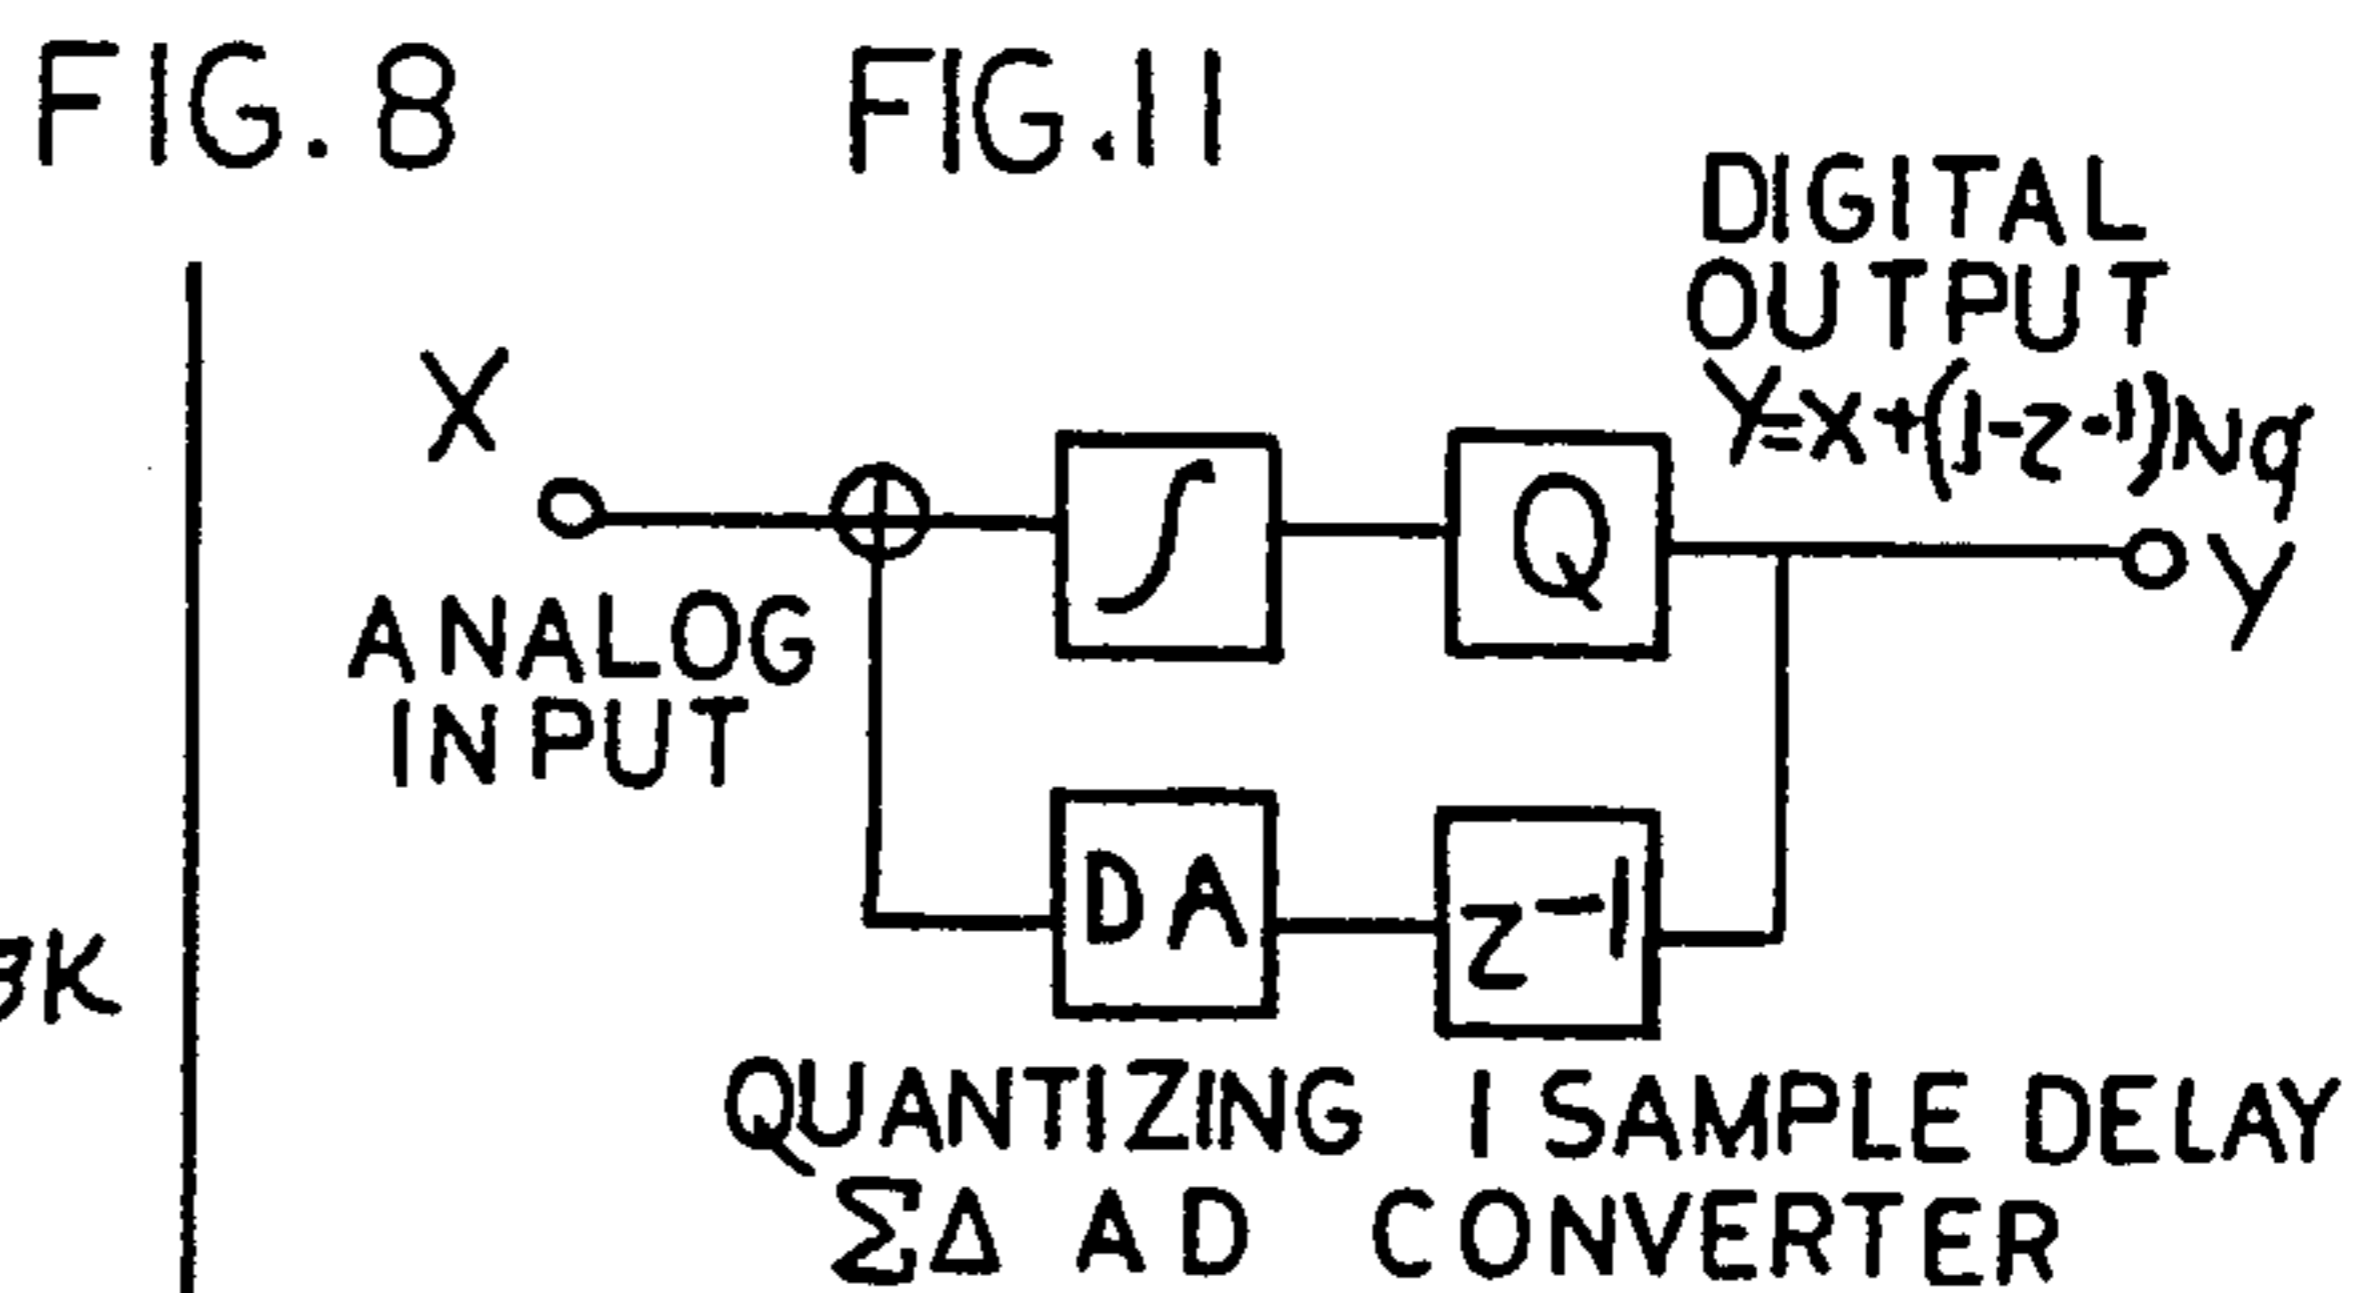 FIG. 8
FIG. 11
DIGITAL
OUTPUT
Y=X+(1-Z-1)Nq
X
ANALOG
INPUT
∫
Q
Y
DA
Z⁻¹
3K
QUANTIZING 1 SAMPLE DELAY
ΣΔ AD CONVERTER